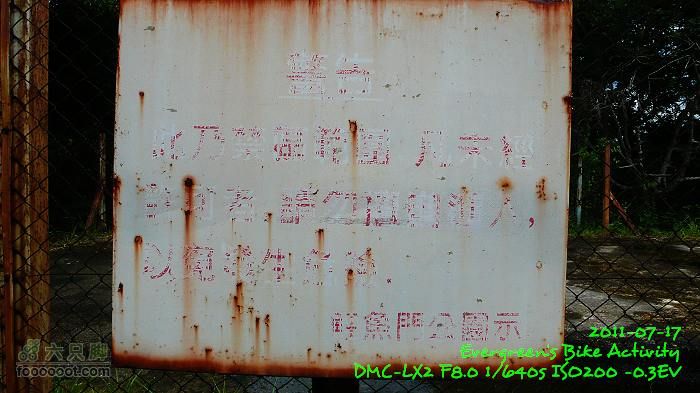 警告
此乃禁區範圍，凡未經
許可者，請勿擅自進入，
以免發生
鯉魚門公園示
六只脚
foooooot.com
2011-07-17
Evergreen's Bike Activity
DMC-LX2 F8.0 1/640s ISO200 -0.3EV